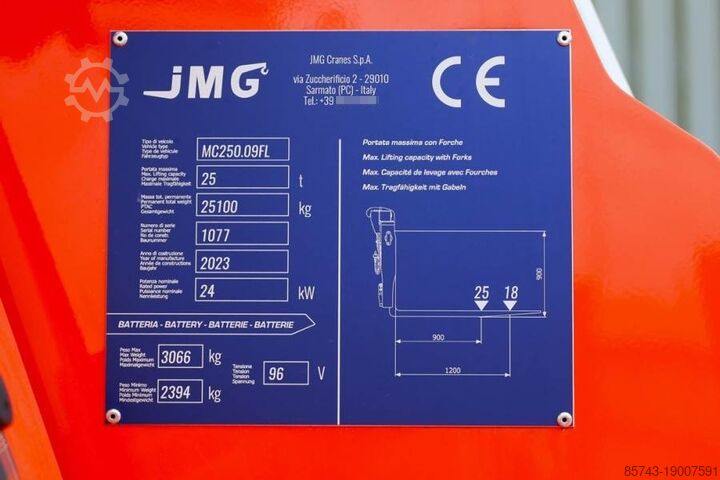 JMG
JMG Cranes S.p.A.
via Zuccherificio 2 - 29010
Sarmato (PC) - Italy
Tel.: +39
CE
Tipo di veicolo
Vehicle type
Type de véhicule
Fahrzeugtyp
MC250.09FL
Portata massima
Max. Lifting capacity
Charge maximale
Maximale Tragfähigkeit
25 t
Massa tot. permanente
Permanent total weight
PTAC
Gesamtgewicht
25100 kg
Numero di serie
Serial number
No de constr.
Baunummer
1077
Anno di costruzione
Year of manufacture
Année de constructions
Baujahr
2023
Potenza nominale
Rated power
Puissance nominale
Nennleistung
24 kW
BATTERIA - BATTERY - BATTERIE - BATTERIE
Peso Max
Max Weight
Poids Maximum
Maximalgewicht
3066 kg
Peso Minimo
Minimum Weight
Poids Minimum
Mindestgewicht
2394 kg
Tensione
Tension
Tension
Spannung
96 V
Portata massima con Forche
Max. Lifting capacity with Forks
Max. Capacité de levage avec Fourches
Max. Tragfähigkeit mit Gabeln
900
25 18
900
1200
85743-19007591